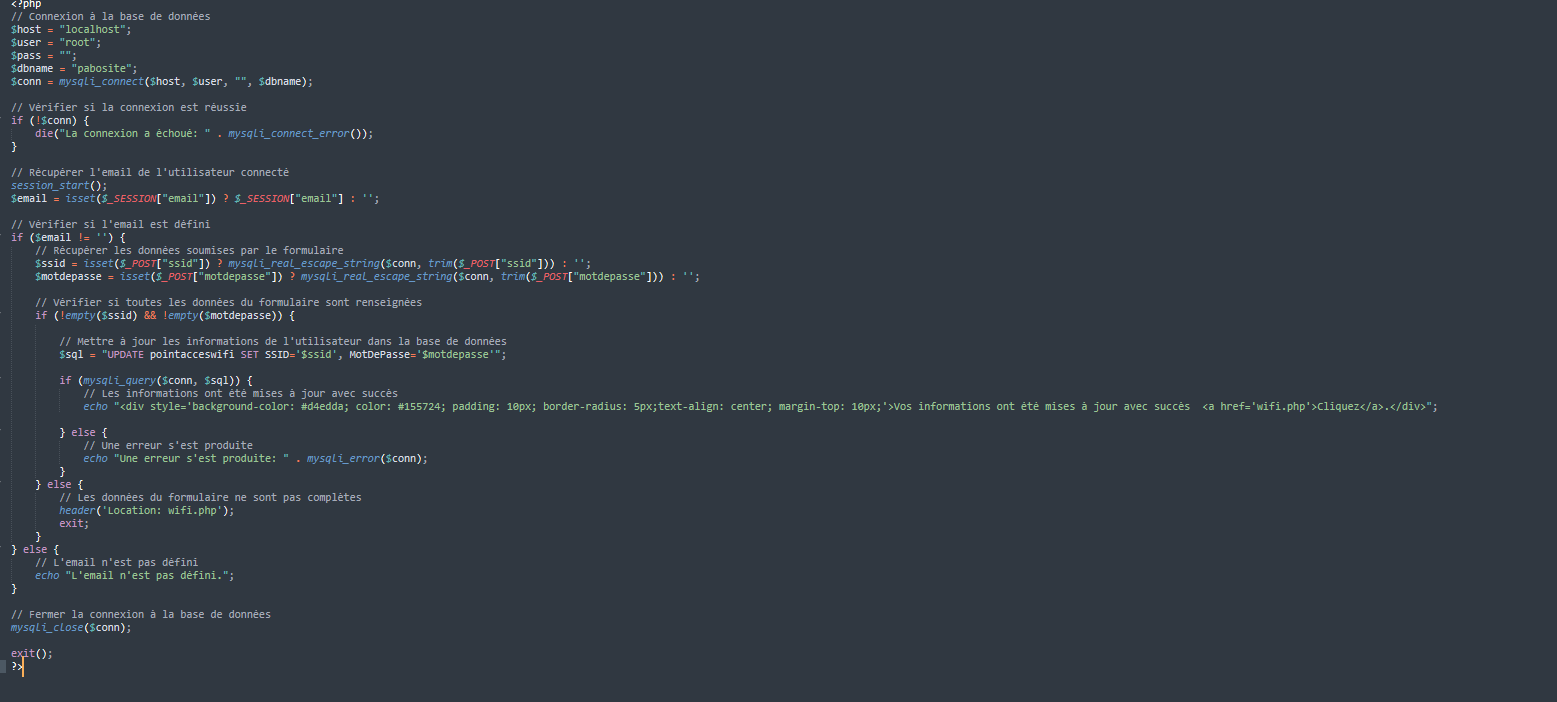 <?php
// Connexion à la base de données
$host = "localhost";
$user = "root";
$pass = "";
$dbname = "pabosite";
$conn = mysqli_connect($host, $user, "", $dbname);
// Vérifier si la connexion est réussie
if (!$conn) {
die("La connexion a échoué: " . mysqli_connect_error());
}
// Récupérer l'email de l'utilisateur connecté
session_start();
$email = isset($_SESSION["email"]) ? $_SESSION["email"] : '';
// Vérifier si l'email est défini
if ($email != '') {
// Récupérer les données soumises par le formulaire
$ssid = isset($_POST["ssid"]) ? mysqli_real_escape_string($conn, trim($_POST["ssid"])) : '';
$motdepasse = isset($_POST["motdepasse"]) ? mysqli_real_escape_string($conn, trim($_POST["motdepasse"])) : '';
// Vérifier si toutes les données du formulaire sont renseignées
if (!empty($ssid) && !empty($motdepasse)) {
// Mettre à jour les informations de l'utilisateur dans la base de données
$sql = "UPDATE pointacceswifi SET SSID='$ssid', MotDePasse='$motdepasse'";
if (mysqli_query($conn, $sql)) {
// Les informations ont été mises à jour avec succès
echo "<div style='background-color: #d4edda; color: #155724; padding: 10px; border-radius: 5px;text-align: center; margin-top: 10px;'>Vos informations ont été mises à jour avec succès  <a href='wifi.php'>Cliquez</a>.</div>";
} else {
// Une erreur s'est produite
echo "Une erreur s'est produite: " . mysqli_error($conn);
}
} else {
// Les données du formulaire ne sont pas complètes
header('Location: wifi.php');
exit;
}
} else {
// L'email n'est pas défini
echo "L'email n'est pas défini.";
}
// Fermer la connexion à la base de données
mysqli_close($conn);
exit();
?>